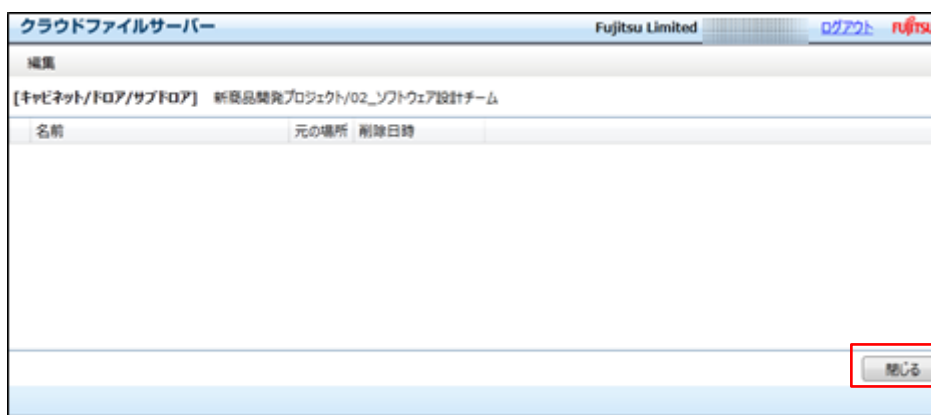 クラウドファイルサーバー Fujitsu Limited ログアウト FUJITSU
編集
[キャビネット/ドロア/サブドロア] 新商品開発プロジェクト/02_ソフトウェア設計チーム
名前 元の場所 削除日時
閉じる